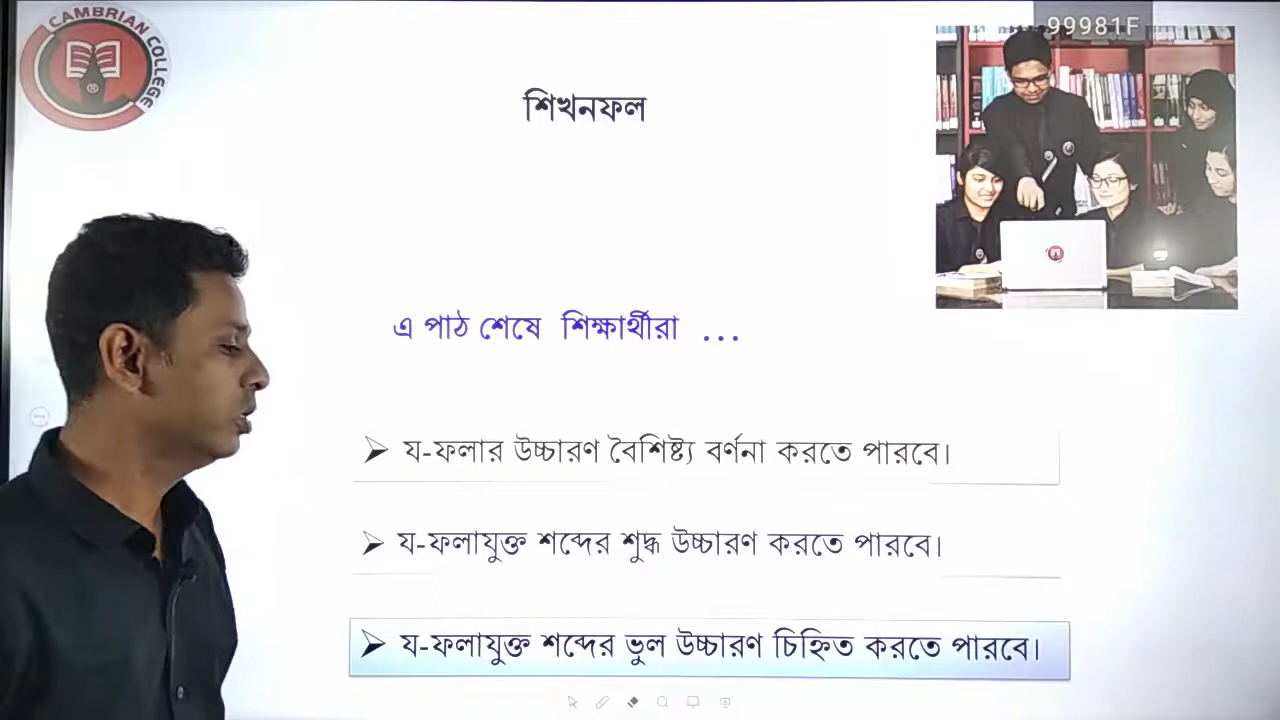 CAMBRIAN COLLEGE
99981F
শিখনফল
এ পাঠ শেষে শিক্ষার্থীরা ...
য-ফলার উচ্চারণ বৈশিষ্ট্য বর্ণনা করতে পারবে।
য-ফলাযুক্ত শব্দের শুদ্ধ উচ্চারণ করতে পারবে।
য-ফলাযুক্ত শব্দের ভুল উচ্চারণ চিহ্নিত করতে পারবে।